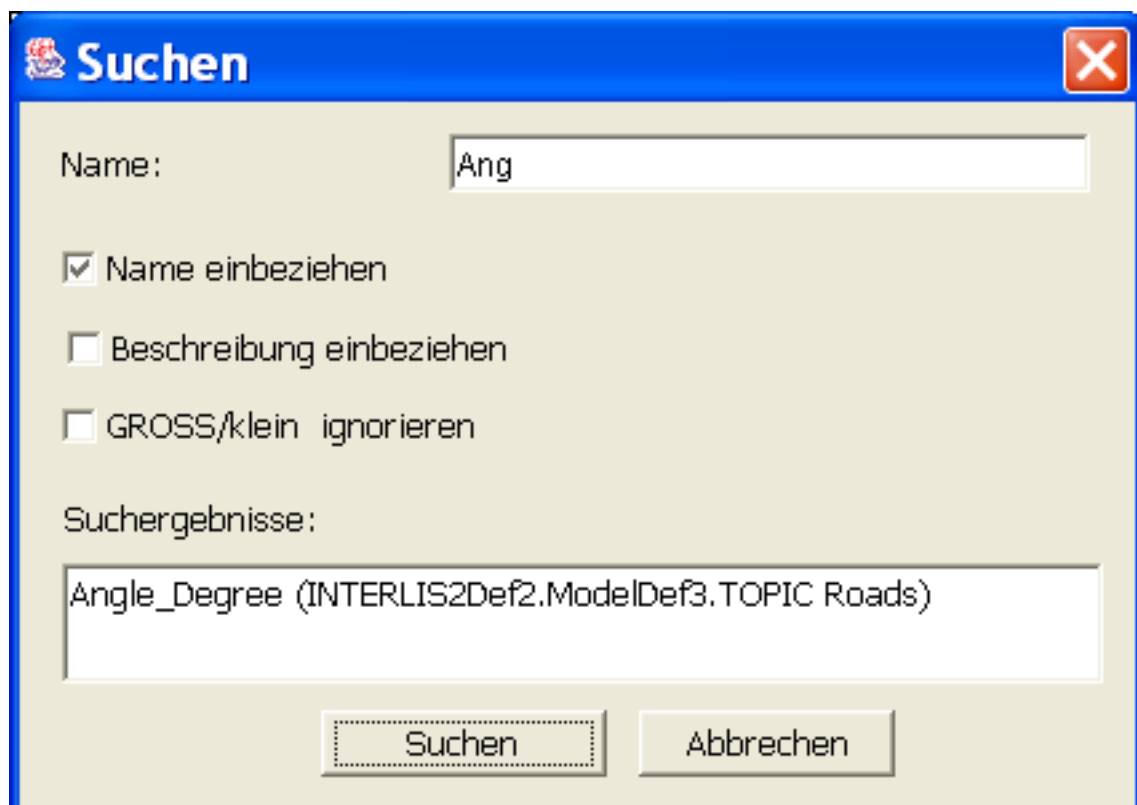 Suchen
Name: Ang
Name einbeziehen
Beschreibung einbeziehen
GROSS/klein ignorieren
Suchergebnisse:
Angle_Degree (INTERLIS2Def2.ModelDef3.TOPIC Roads)
Suchen Abbrechen